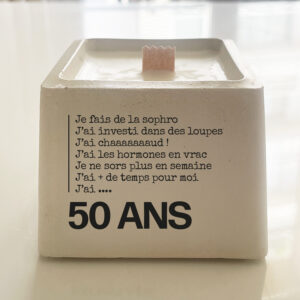 Je fais de la sophro
J'ai investi dans des loupes
J'ai chaaaaaaaud !
J'ai les hormones en vrac
Je ne sors plus en semaine
J'ai + de temps pour moi
J'ai ....
50 ANS